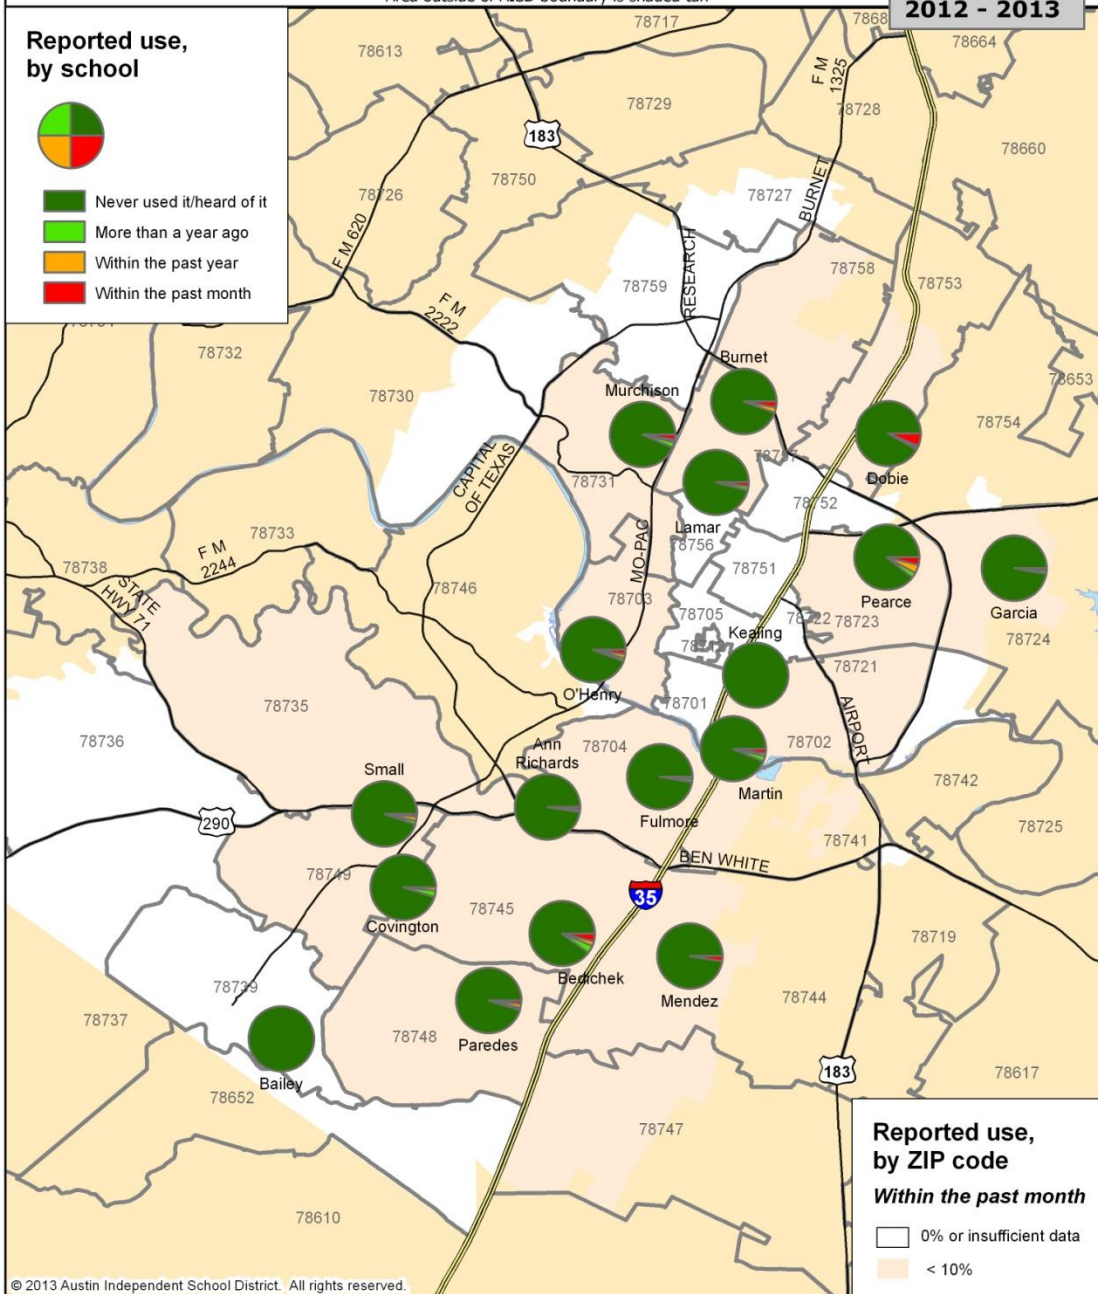 2012 - 2013
Reported use,
by school
Never used it/heard of it
More than a year ago
Within the past year
Within the past month
78613
78717
78664
78729
F M
1325
78728
183
78660
78750
78726
78727
BURNET
F M 620
RESEARCH
78758
78753
78759
F M
2222
78732
78730
Burnet
78653
Murchison
78754
CAPITAL
OF TEXAS
78731
Dobie
78752
Lamar
78733
F M
2244
78756
MO-PAC
78738
STATE
HWY 71
78746
78751
78703
Pearce
Garcia
78705
78722
78723
78724
Kealing
78721
O'Henry
78701
78735
AIRPORT
78736
Ann
Richards
78704
78702
Small
78742
Martin
290
Fulmore
78725
78741
BEN WHITE
78749
35
78745
Covington
78719
Bedichek
78739
Mendez
78744
78737
78748
Paredes
183
78617
Bailey
78652
78747
78610
Reported use,
by ZIP code
Within the past month
0% or insufficient data
< 10%
© 2013 Austin Independent School District. All rights reserved.